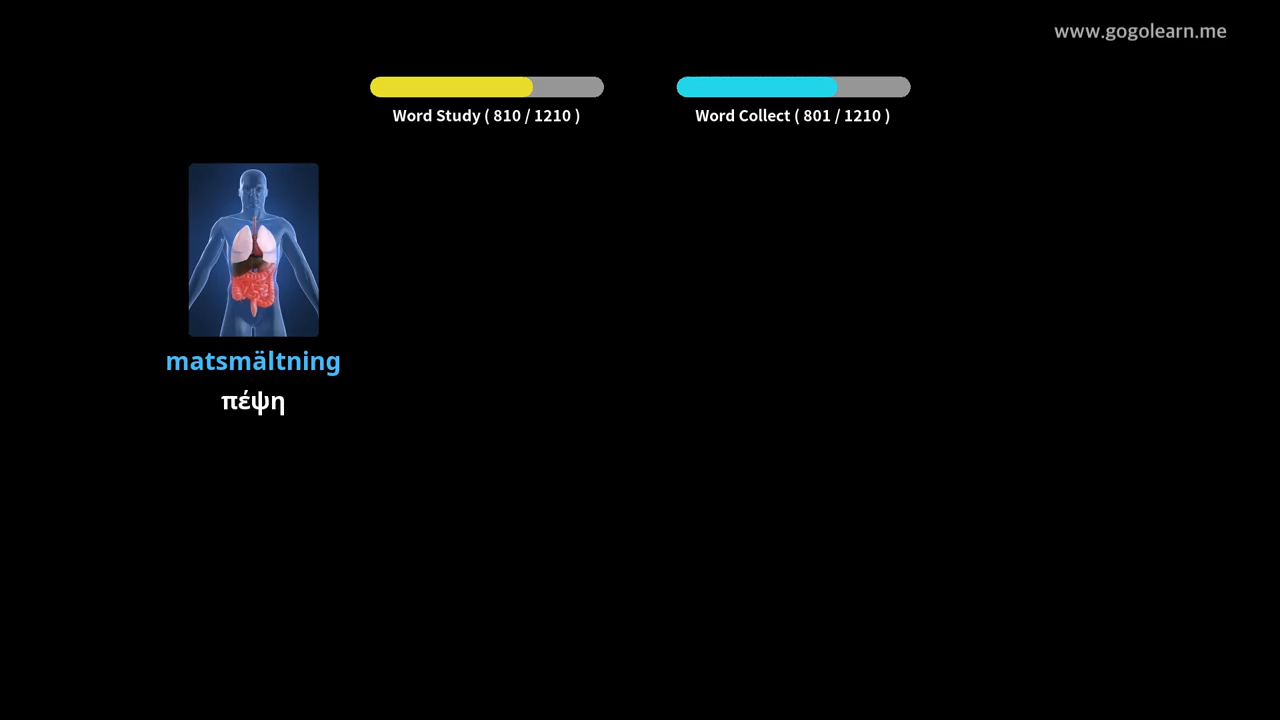 www.gogolearn.me
Word Study ( 810 / 1210 )
Word Collect ( 801 / 1210 )
matsmältning
πέψη